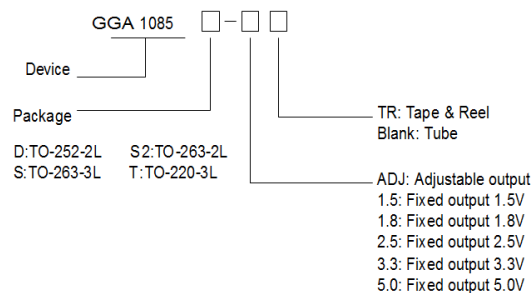 GGA 1085
Device
Package
D:TO-252-2L S2:TO-263-2L
S:TO-263-3L T:TO-220-3L
TR: Tape & Reel
Blank: Tube
ADJ: Adjustable output
1.5: Fixed output 1.5V
1.8: Fixed output 1.8V
2.5: Fixed output 2.5V
3.3: Fixed output 3.3V
5.0: Fixed output 5.0V